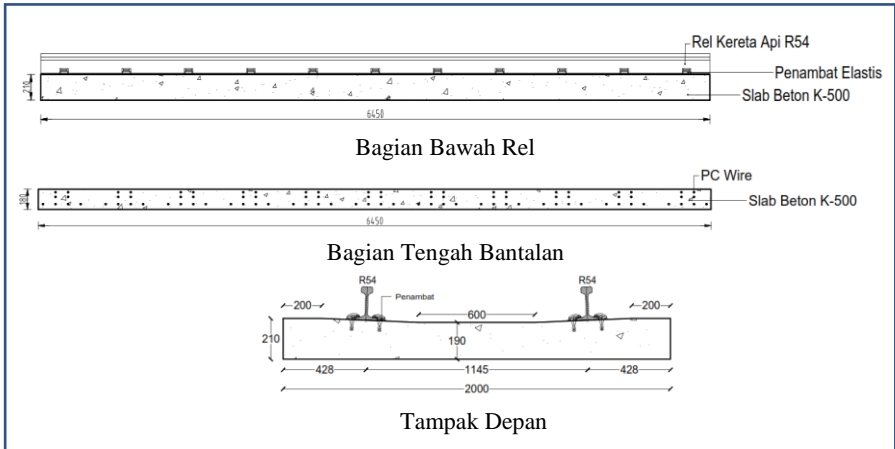 Rel Kereta Api R54
Penambat Elastis
210
Slab Beton K-500
6450
Bagian Bawah Rel
PC Wire
180
Slab Beton K-500
6450
Bagian Tengah Bantalan
R54 R54
Penambat
200 600 200
210 190
428 1145 428
2000
Tampak Depan